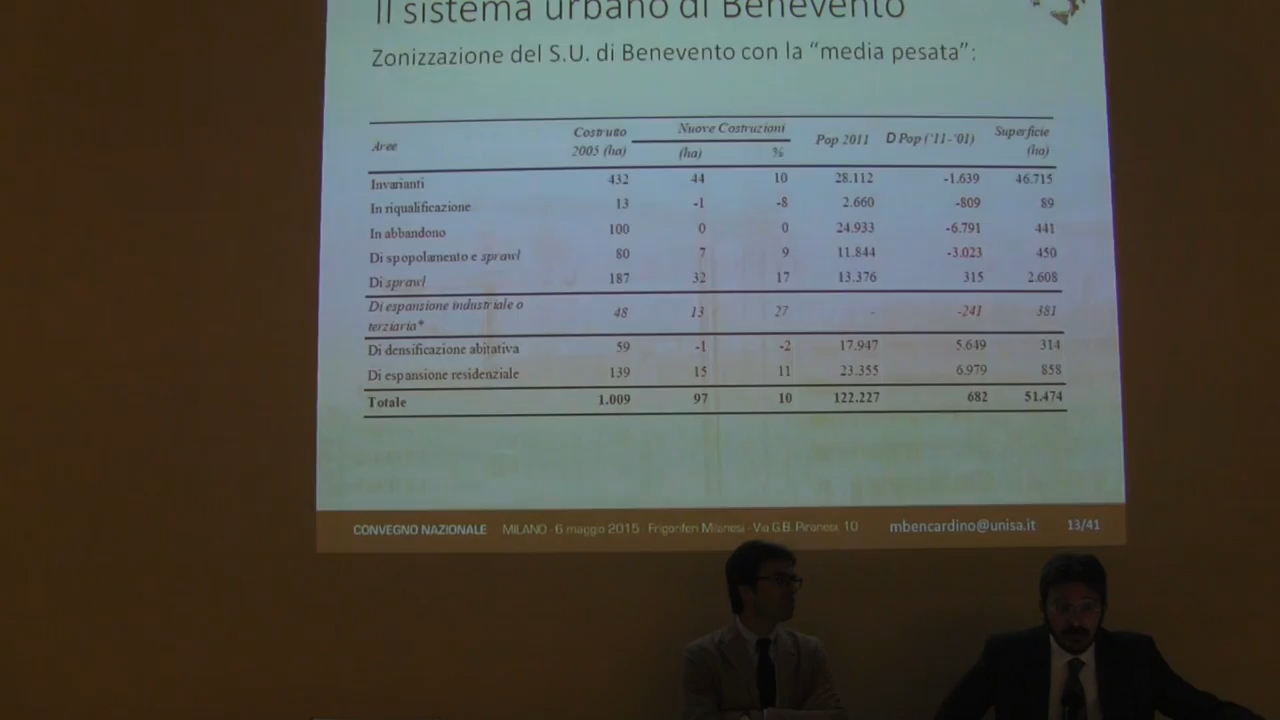 Il sistema urbano di Benevento
Zonizzazione del S.U. di Benevento con la “media pesata”:
Aree Costruito 2005 (ha) Nuove Costruzioni (ha) % Pop 2011 D Pop ('11-'01) Superficie (ha)
Invarianti 432 44 10 28.112 -1.639 46.715
In riqualificazione 13 -1 -8 2.660 -809 89
In abbandono 100 0 0 24.933 -6.791 441
Di spopolamento e sprawl 80 7 9 11.844 -3.023 450
Di sprawl 187 32 17 13.376 315 2.608
Di espansione industriale o terziaria* 48 13 27 - -241 381
Di densificazione abitativa 59 -1 -2 17.947 5.649 314
Di espansione residenziale 139 15 11 23.355 6.979 858
Totale 1.009 97 10 122.227 682 51.474
CONVEGNO NAZIONALE MILANO - 6 maggio 2015 - Frigoriferi Milanesi - Via G.B. Piranesi 10 mbencardino@unisa.it 13/41